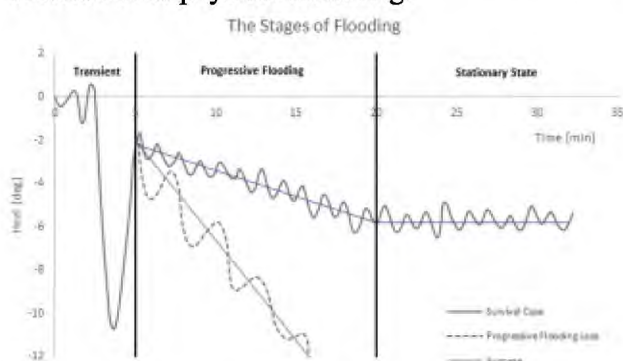 The Stages of Flooding
2
Transient Progressive Flooding Stationary State
0
0 5 10 15 20 25 30 35
Time [min]
-2
-4
Heel [deg]
-6
-8
-10
Survival Case
Progressive Flooding Loss
-12